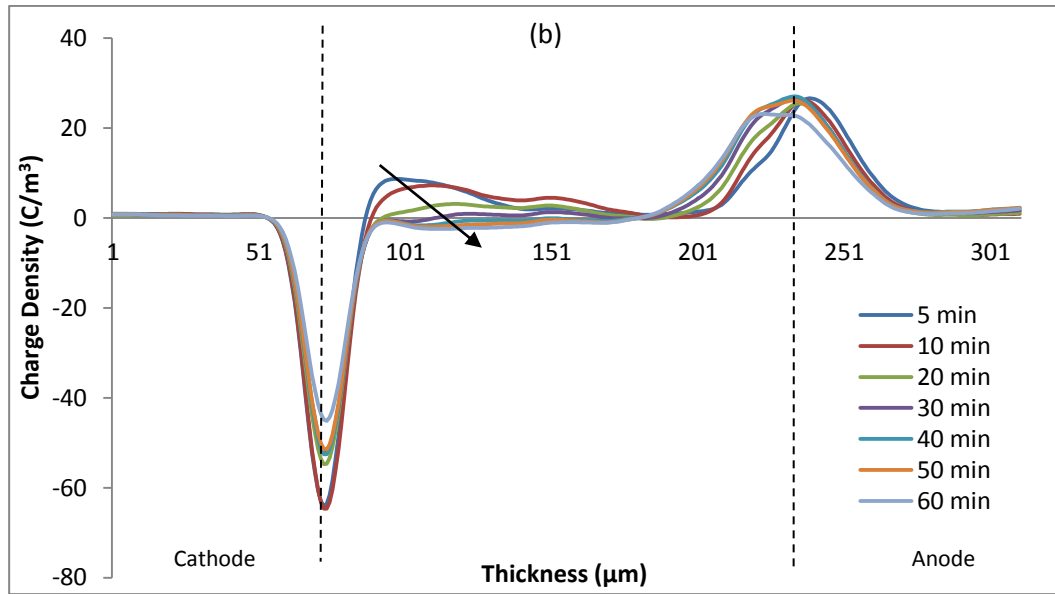 (b)
40
20
0
-20
-40
-60
-80
1
51
101
151
201
251
301
Charge Density (C/m³)
Thickness (µm)
Cathode
Anode
5 min
10 min
20 min
30 min
40 min
50 min
60 min